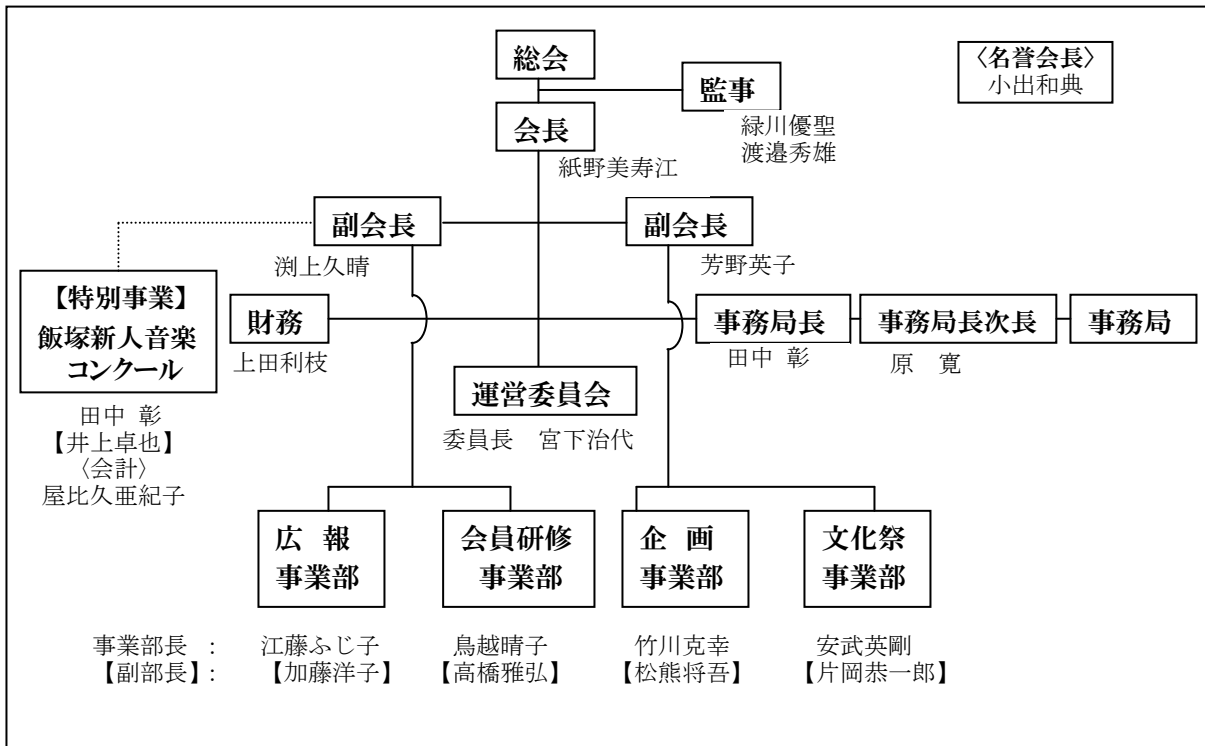 総会
〈名誉会長〉
小出和典
監事
緑川優聖
渡邉秀雄
会長
紙野美寿江
副会長
渕上久晴
副会長
芳野英子
【特別事業】
飯塚新人音楽
コンクール
田中 彰
【井上卓也】
〈会計〉
屋比久亜紀子
財務
上田利枝
事務局長
田中 彰
事務局長次長
原 寛
事務局
運営委員会
委員長 宮下治代
広 報
事業部
会員研修
事業部
企 画
事業部
文化祭
事業部
事業部長 : 江藤ふじ子 鳥越晴子 竹川克幸 安武英剛
【副部長】: 【加藤洋子】 【高橋雅弘】 【松熊将吾】 【片岡恭一郎】